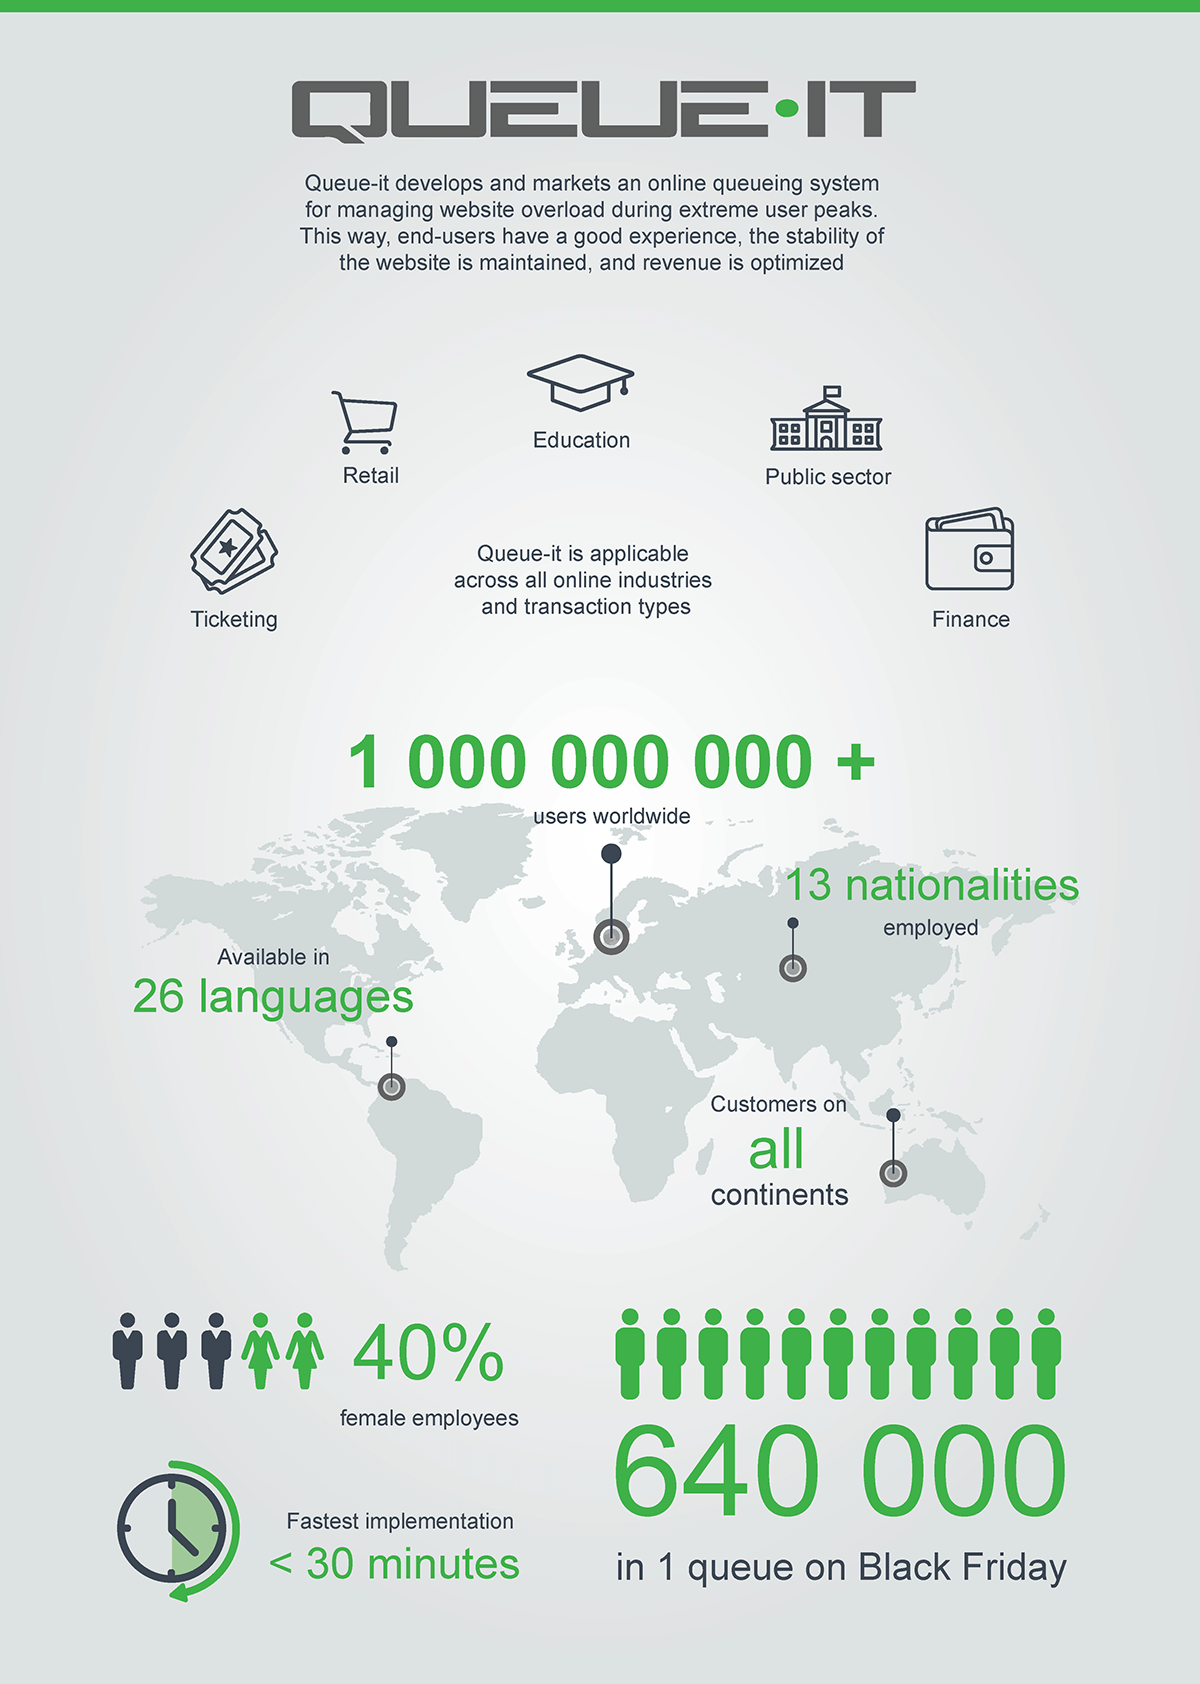 QUEUE·IT
Queue-it develops and markets an online queueing system
for managing website overload during extreme user peaks.
This way, end-users have a good experience, the stability of
the website is maintained, and revenue is optimized
Education
Retail
Public sector
Ticketing
Queue-it is applicable
across all online industries
and transaction types
Finance
1 000 000 000 +
users worldwide
13 nationalities
employed
Available in
26 languages
Customers on
all
continents
40%
female employees
640 000
in 1 queue on Black Friday
Fastest implementation
< 30 minutes